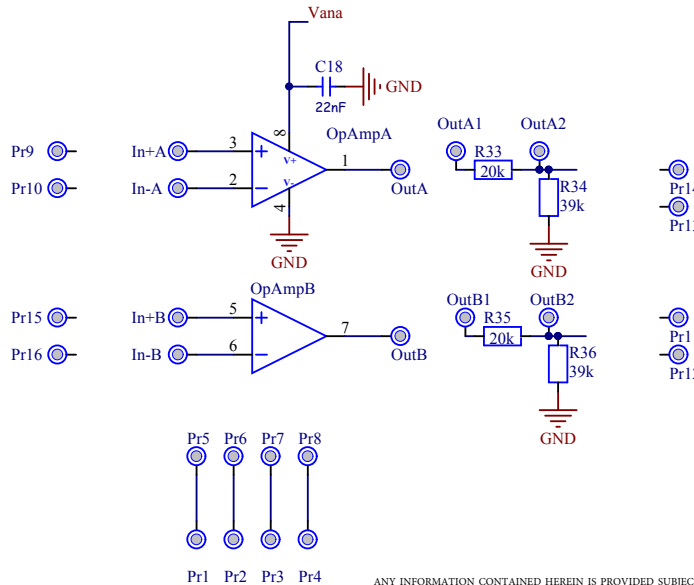 Vana
C18
22nF
GND
OpAmpA
Pr9
In+A
3
8
V+
1
OutA
Pr10
In-A
2
V-
4
GND
OutA1
OutA2
R33
20k
R34
39k
GND
Pr14
OpAmpB
Pr15
In+B
5
7
OutB
Pr16
In-B
6
OutB1
OutB2
R35
20k
R36
39k
GND
Pr5 Pr6 Pr7 Pr8
Pr1 Pr2 Pr3 Pr4
ANY INFORMATION CONTAINED HEREIN IS PROVIDED